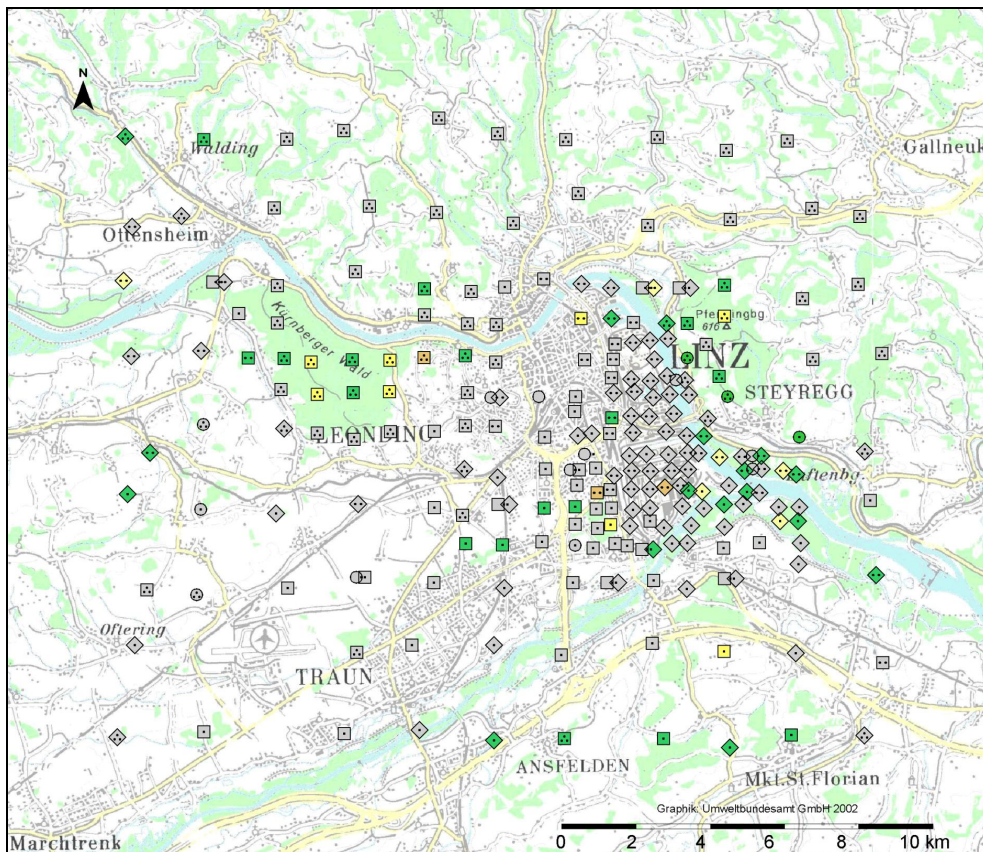 N
Walding
Gallneuk
Ottensheim
Pfenningbg.
616
Kürnberger Wald
LINZ
STEYREGG
LEONDING
Luftenbg.
Oftering
TRAUN
ANSFELDEN
Mkt.St.Florian
Graphik: Umweltbundesamt GmbH 2002
Marchtrenk
0 2 4 6 8 10 km